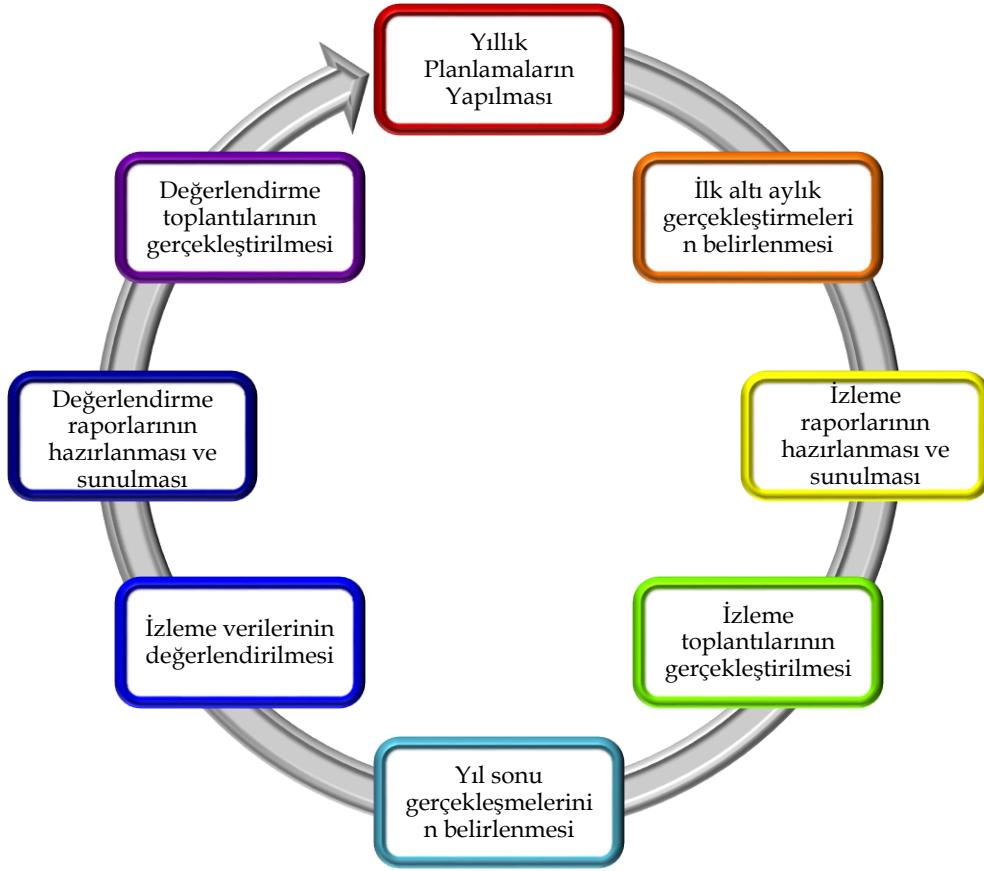 Yıllık
Planlamaların
Yapılması
İlk altı aylık
gerçekleştirmeleri
n belirlenmesi
İzleme
raporlarının
hazırlanması ve
sunulması
İzleme
toplantılarının
gerçekleştirilmesi
Yıl sonu
gerçekleşmelerini
n belirlenmesi
İzleme verilerinin
değerlendirilmesi
Değerlendirme
raporlarının
hazırlanması ve
sunulması
Değerlendirme
toplantılarının
gerçekleştirilmesi